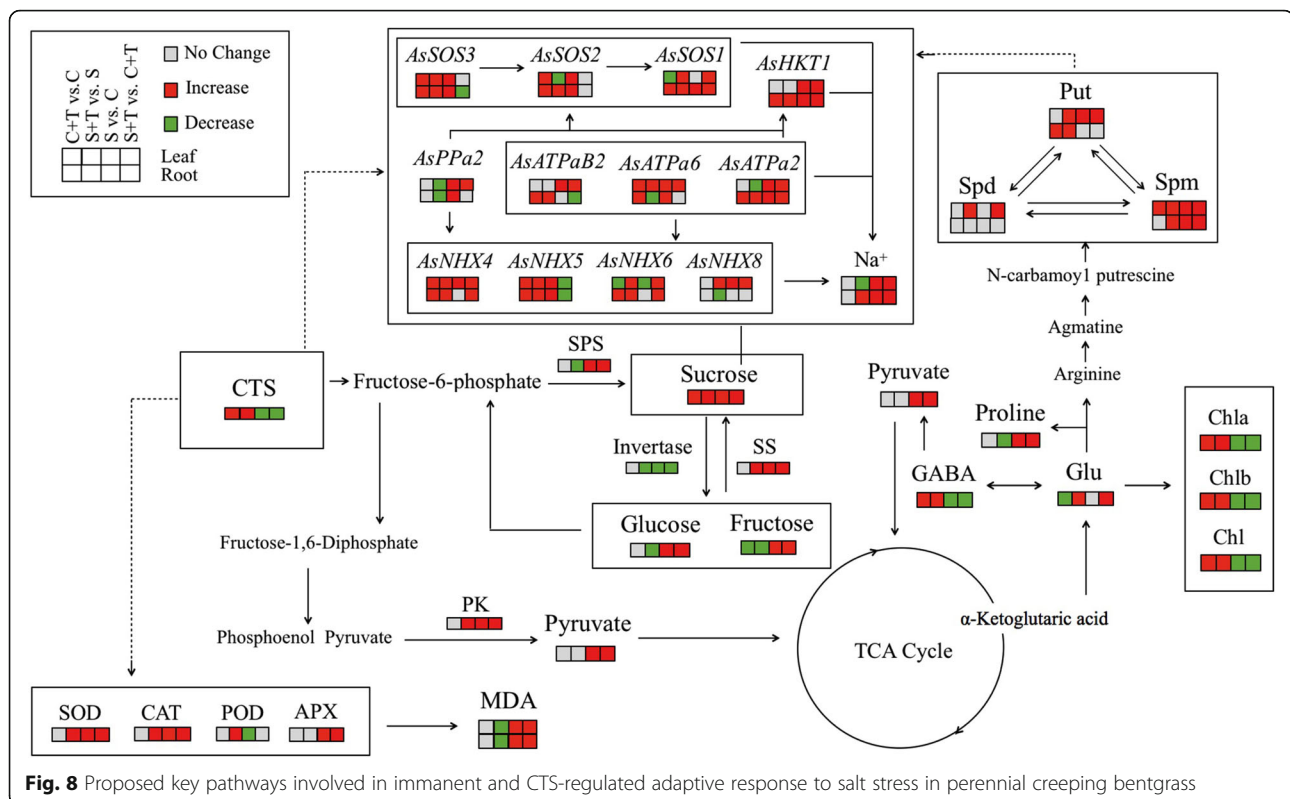 C+T vs.C
S+T vs. S
S vs. C
S+T vs. C+T
Leaf
Root
No Change
Increase
Decrease
AsSOS3
AsSOS2
AsSOS1
AsHKT1
AsPPa2
AsATPaB2
AsATPa6
AsATPa2
AsNHX4
AsNHX5
AsNHX6
AsNHX8
Na⁺
Put
Spd
Spm
N-carbamoy1 putrescine
Agmatine
Arginine
CTS
Fructose-6-phosphate
SPS
Sucrose
Invertase
SS
Glucose
Fructose
Pyruvate
Proline
GABA
Glu
Chla
Chlb
Chl
Fructose-1,6-Diphosphate
Phosphoenol Pyruvate
PK
Pyruvate
TCA Cycle
α-Ketoglutaric acid
SOD
CAT
POD
APX
MDA
Fig. 8 Proposed key pathways involved in immanent and CTS-regulated adaptive response to salt stress in perennial creeping bentgrass